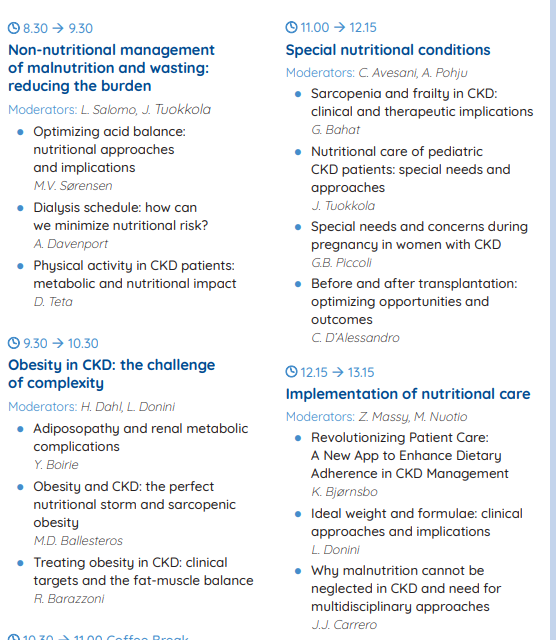 8.30 → 9.30
Non-nutritional management
of malnutrition and wasting:
reducing the burden
Moderators: L. Salomo, J. Tuokkola
• Optimizing acid balance:
nutritional approaches
and implications
M.V. Sørensen
• Dialysis schedule: how can
we minimize nutritional risk?
A. Davenport
• Physical activity in CKD patients:
metabolic and nutritional impact
D. Teta
9.30 → 10.30
Obesity in CKD: the challenge
of complexity
Moderators: H. Dahl, L. Donini
• Adiposopathy and renal metabolic
complications
Y. Boirie
• Obesity and CKD: the perfect
nutritional storm and sarcopenic
obesity
M.D. Ballesteros
• Treating obesity in CKD: clinical
targets and the fat-muscle balance
R. Barazzoni
10.30 → 11.00 Coffee Break
11.00 → 12.15
Special nutritional conditions
Moderators: C. Avesani, A. Pohju
• Sarcopenia and frailty in CKD:
clinical and therapeutic implications
G. Bahat
• Nutritional care of pediatric
CKD patients: special needs and
approaches
J. Tuokkola
• Special needs and concerns during
pregnancy in women with CKD
G.B. Piccoli
• Before and after transplantation:
optimizing opportunities and
outcomes
C. D'Alessandro
12.15 → 13.15
Implementation of nutritional care
Moderators: Z. Massy, M. Nuotio
• Revolutionizing Patient Care:
A New App to Enhance Dietary
Adherence in CKD Management
K. Bjørnsbo
• Ideal weight and formulae: clinical
approaches and implications
L. Donini
• Why malnutrition cannot be
neglected in CKD and need for
multidisciplinary approaches
J.J. Carrero